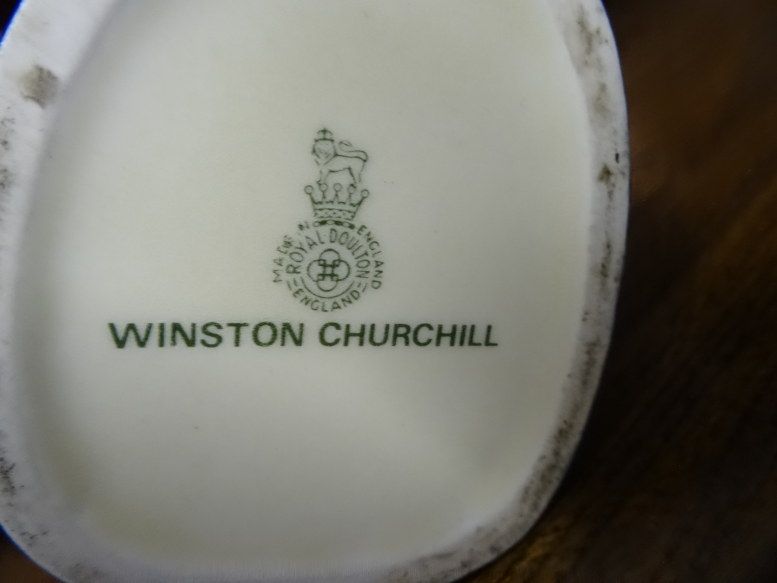 MADE IN ENGLAND
ROYAL DOULTON
ENGLAND
WINSTON CHURCHILL